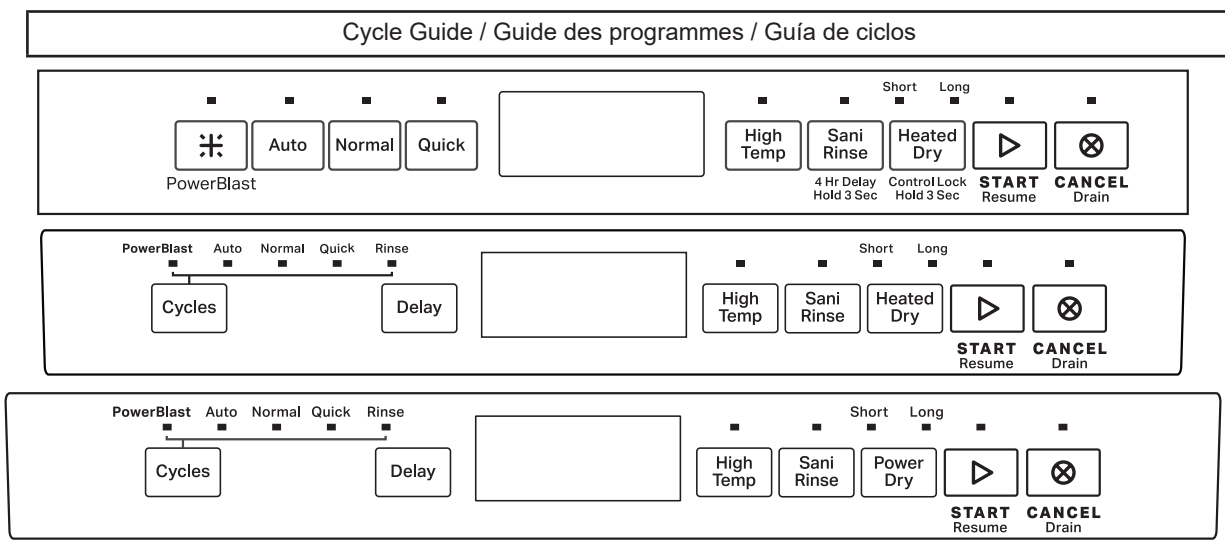 Cycle Guide / Guide des programmes / Guía de ciclos
Short Long
Auto Normal Quick High Temp Sani Rinse Heated Dry
PowerBlast
4 Hr Delay Hold 3 Sec Control Lock Hold 3 Sec START Resume CANCEL Drain
PowerBlast Auto Normal Quick Rinse Short Long
Cycles Delay High Temp Sani Rinse Heated Dry
START Resume CANCEL Drain
PowerBlast Auto Normal Quick Rinse Short Long
Cycles Delay High Temp Sani Rinse Power Dry
START Resume CANCEL Drain